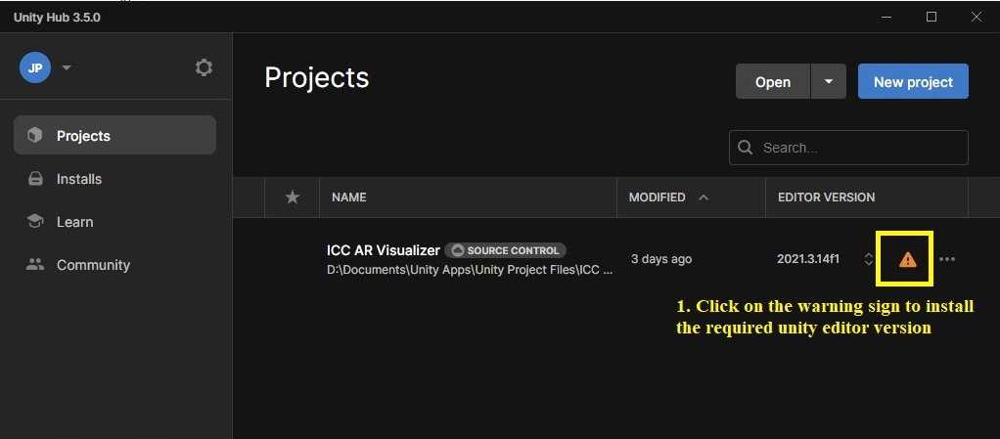 Unity Hub 3.5.0
JP
Projects
Open
New project
Projects
Search...
Installs
NAME
MODIFIED
EDITOR VERSION
Learn
Community
ICC AR Visualizer
SOURCE CONTROL
D:\Documents\Unity Apps\Unity Project Files\ICC ...
3 days ago
2021.3.14f1
1. Click on the warning sign to install
the required unity editor version